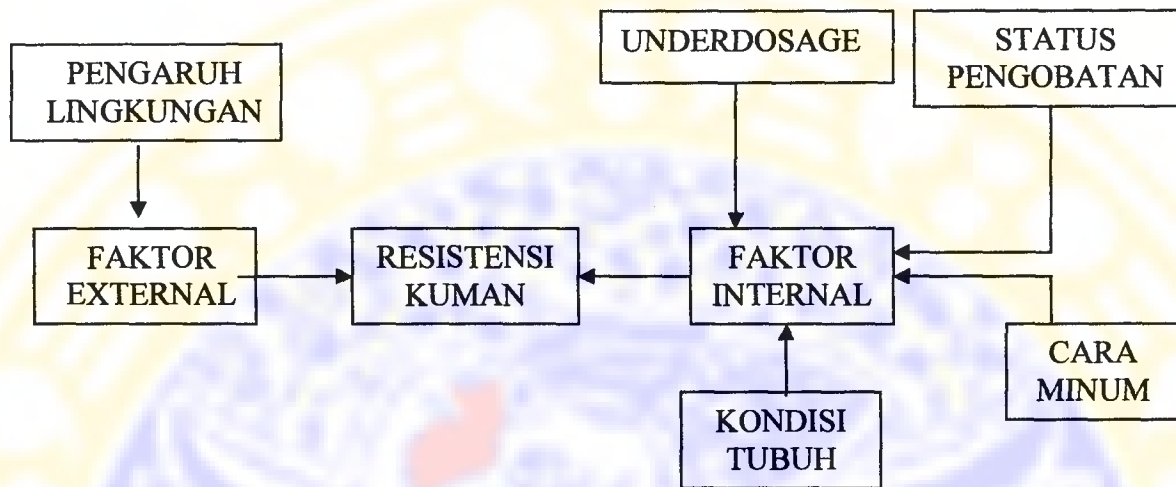 UNDERDOSAGE
STATUS
PENGOBATAN
PENGARUH
LINGKUNGAN
FAKTOR
EXTERNAL
RESISTENSI
KUMAN
FAKTOR
INTERNAL
CARA
MINUM
KONDISI
TUBUH